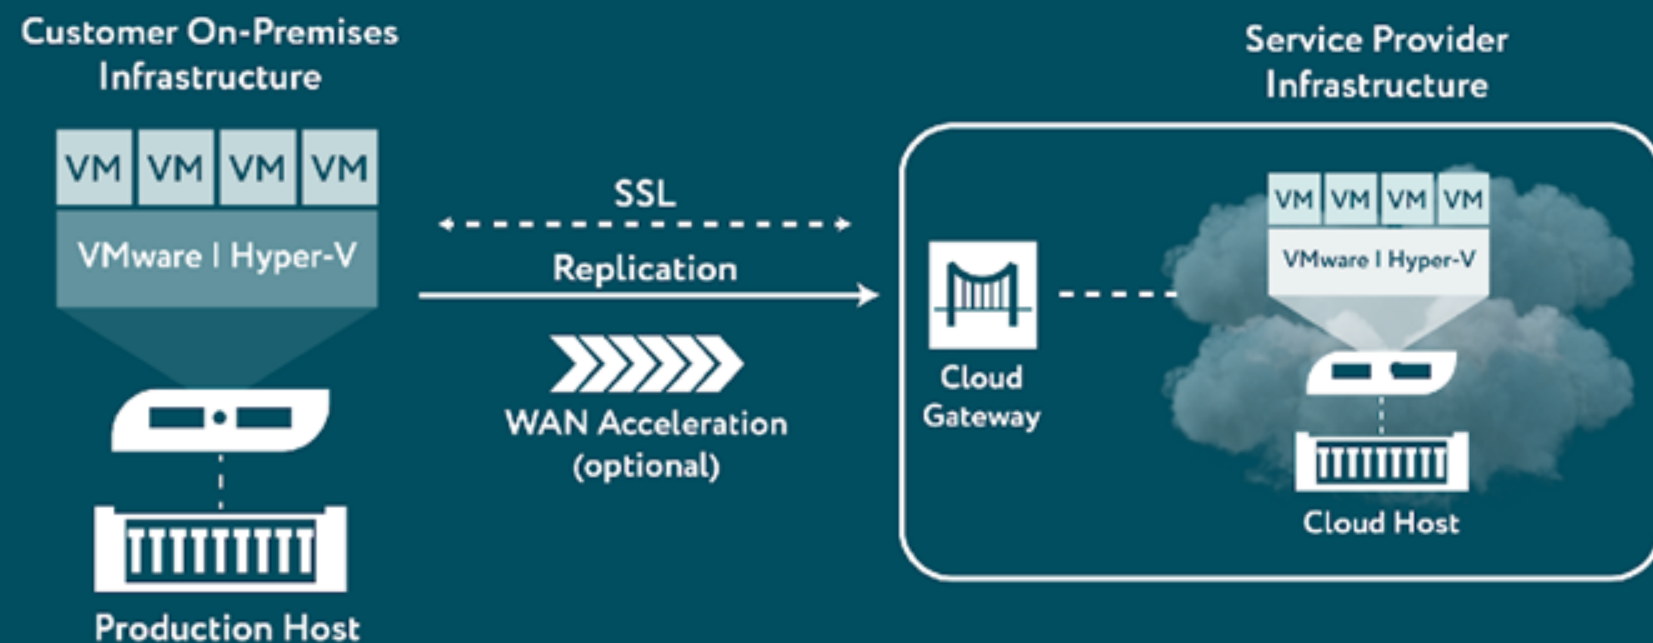 Customer On-Premises
Infrastructure
VM VM VM VM
VMware | Hyper-V
Production Host
SSL
Replication
WAN Acceleration
(optional)
Service Provider
Infrastructure
Cloud
Gateway
VM VM VM VM
VMware | Hyper-V
Cloud Host